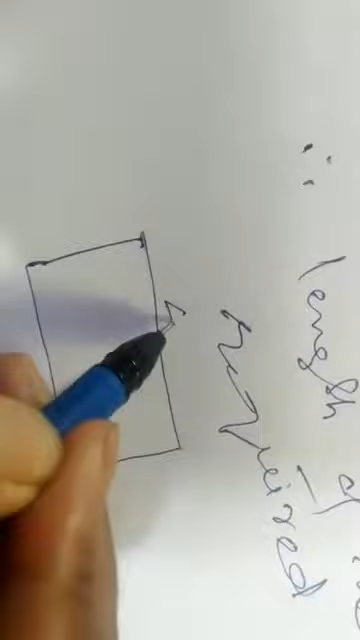 ∴ length of
required